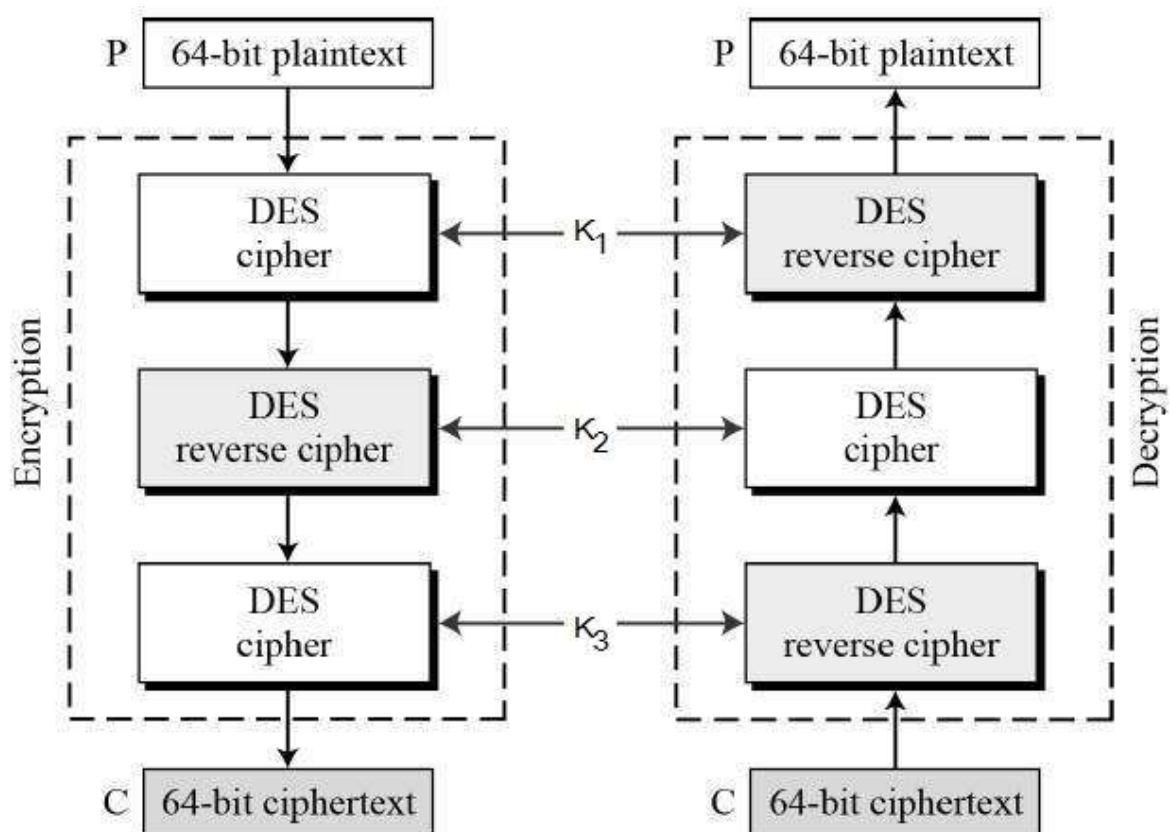 P 64-bit plaintext
P 64-bit plaintext
Encryption
DES
cipher
K1
DES
reverse cipher
DES
reverse cipher
K2
DES
cipher
DES
cipher
K3
DES
reverse cipher
Decryption
C 64-bit ciphertext
C 64-bit ciphertext